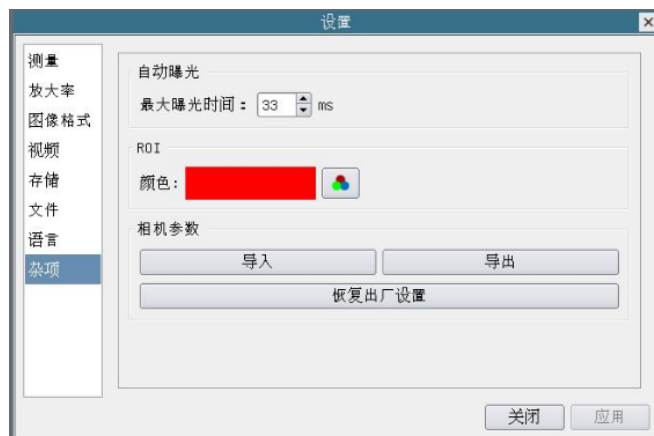 设置
测量
放大率
图像格式
视频
存储
文件
语言
杂项
自动曝光
最大曝光时间: 33 ms
ROI
颜色:
相机参数
导入 导出
恢复出厂设置
关闭 应用